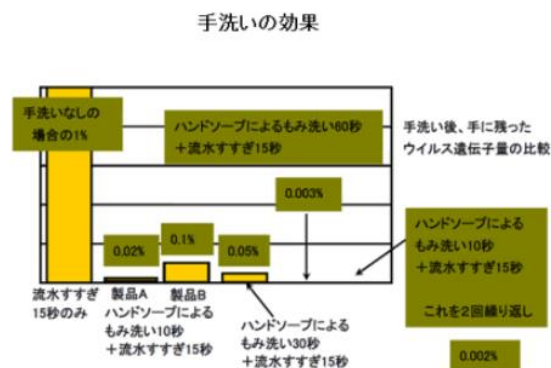 手洗いの効果
手洗いなしの
場合の1%
ハンドソープによるもみ洗い60秒
+流水すすぎ15秒
手洗い後、手に残った
ウイルス遺伝子量の比較
0.003%
0.02%
0.1%
0.05%
ハンドソープによる
もみ洗い10秒
+流水すすぎ15秒
これを2回繰り返し
0.002%
流水すすぎ
15秒のみ
製品A
製品B
ハンドソープによる
もみ洗い10秒
+流水すすぎ15秒
ハンドソープによる
もみ洗い30秒
+流水すすぎ15秒